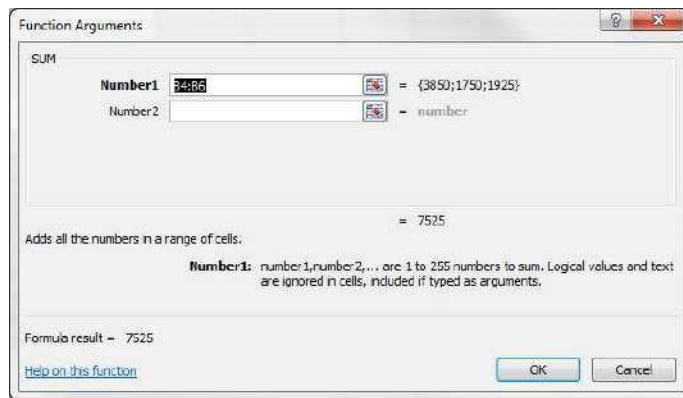 Function Arguments
SUM
Number1 B4:B6 = {3850;1750;1925}
Number2 = number
= 7525
Adds all the numbers in a range of cells.
Number1: number1,number2,... are 1 to 255 numbers to sum. Logical values and text
are ignored in cells, included if typed as arguments.
Formula result = 7525
Help on this function
OK Cancel